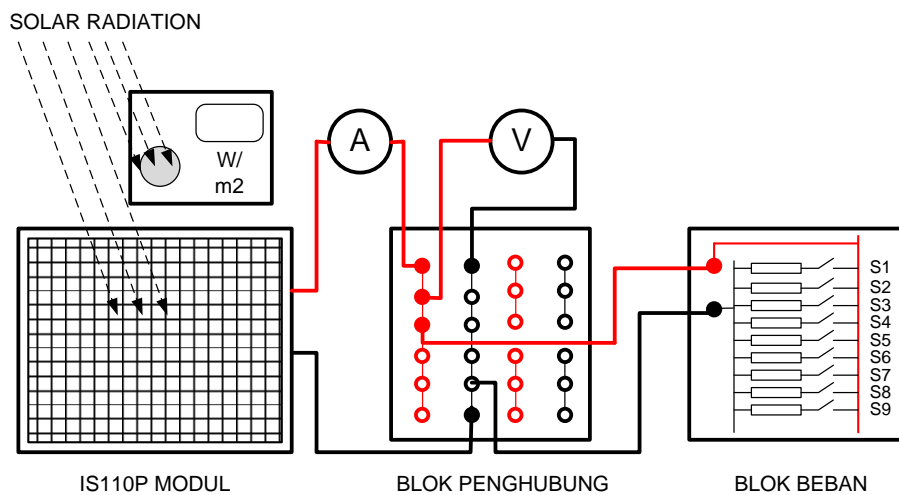 SOLAR RADIATION
W/
m2
A
V
S1
S2
S3
S4
S5
S6
S7
S8
S9
IS110P MODUL
BLOK PENGHUBUNG
BLOK BEBAN